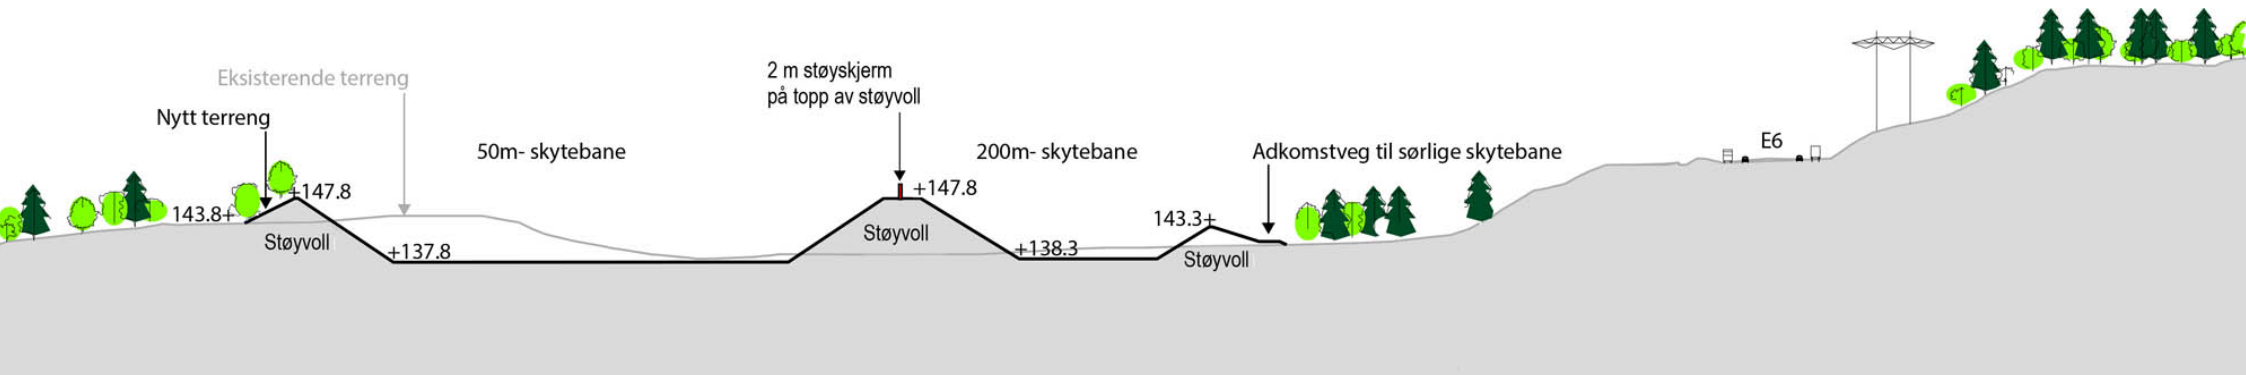 Eksisterende terreng
Nytt terreng
143.8+
+147.8
Støyvoll
+137.8
50m- skytebane
2 m støyskjerm
på topp av støyvoll
+147.8
Støyvoll
200m- skytebane
+138.3
143.3+
Støyvoll
Adkomstveg til sørlige skytebane
E6